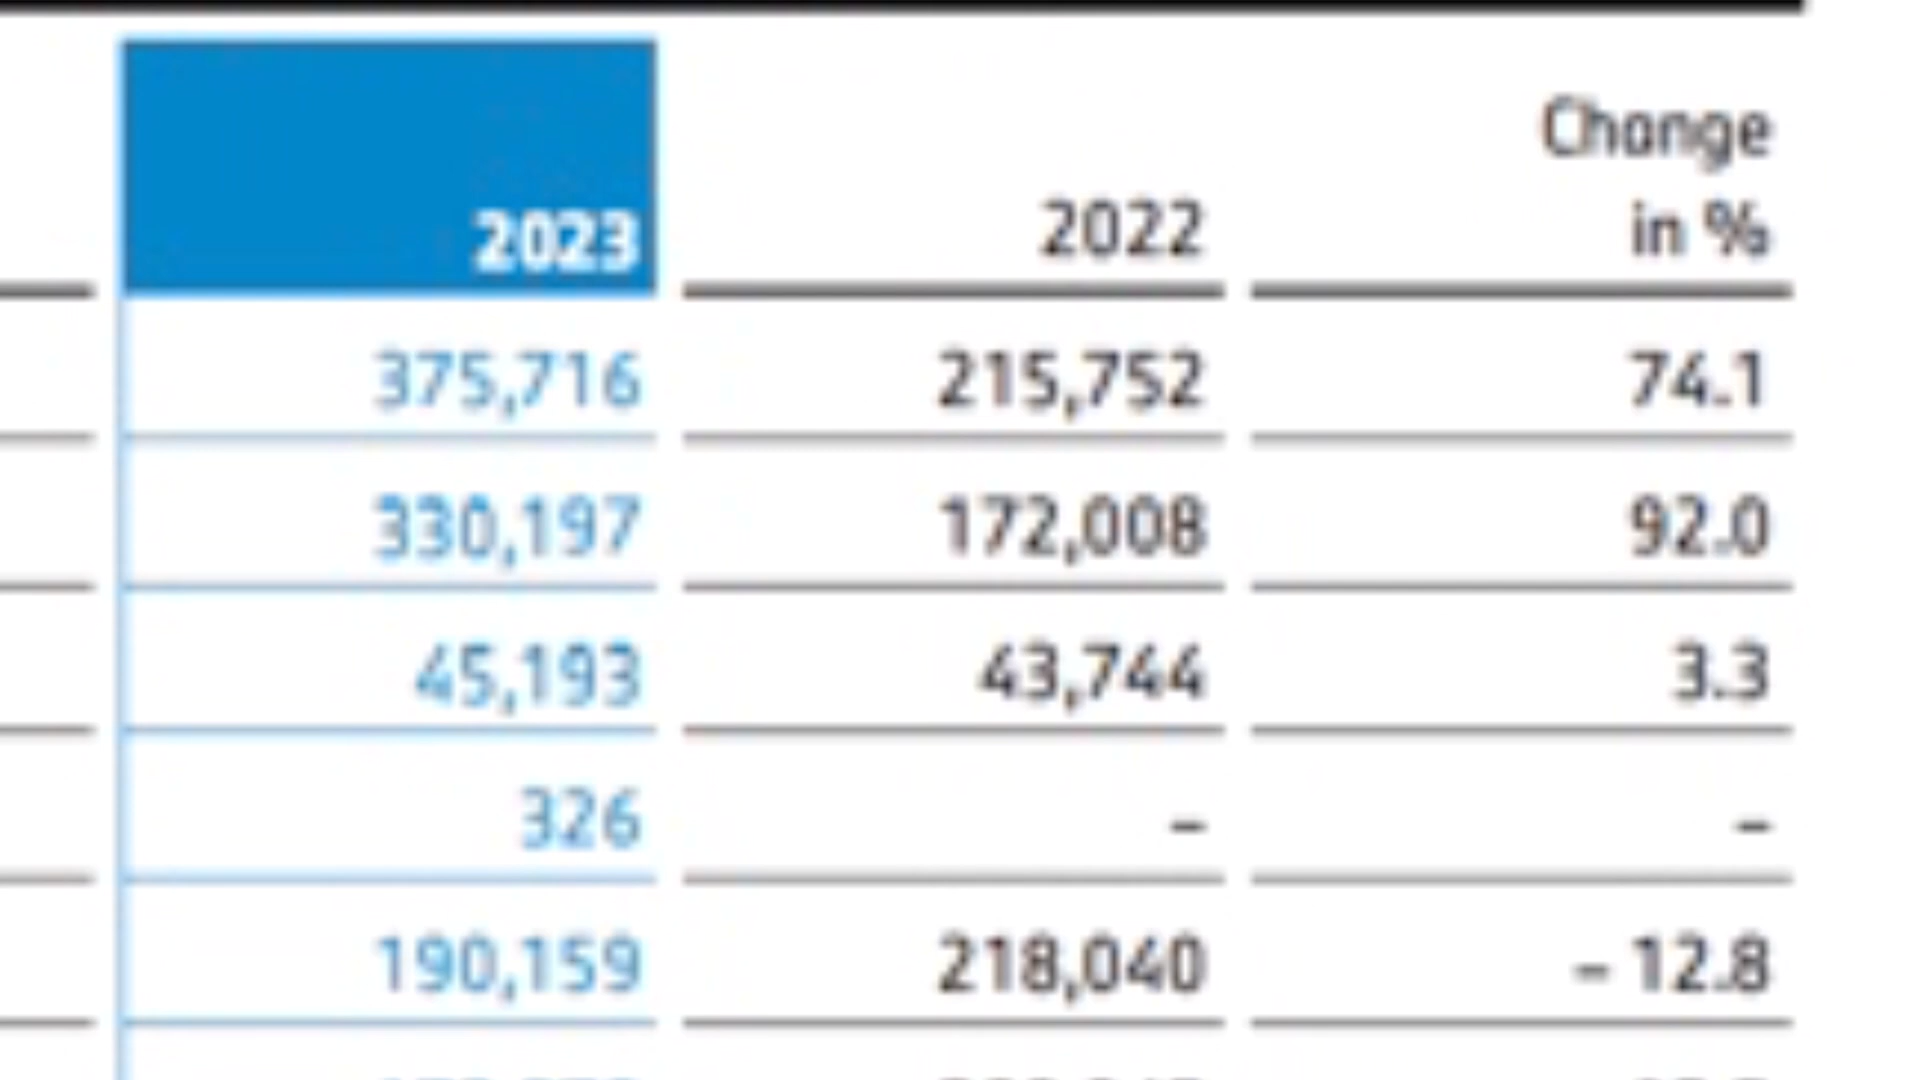 Change
2023 2022 in %
375,716 215,752 74.1
330,197 172,008 92.0
45,193 43,744 3.3
326 – –
190,159 218,040 – 12.8